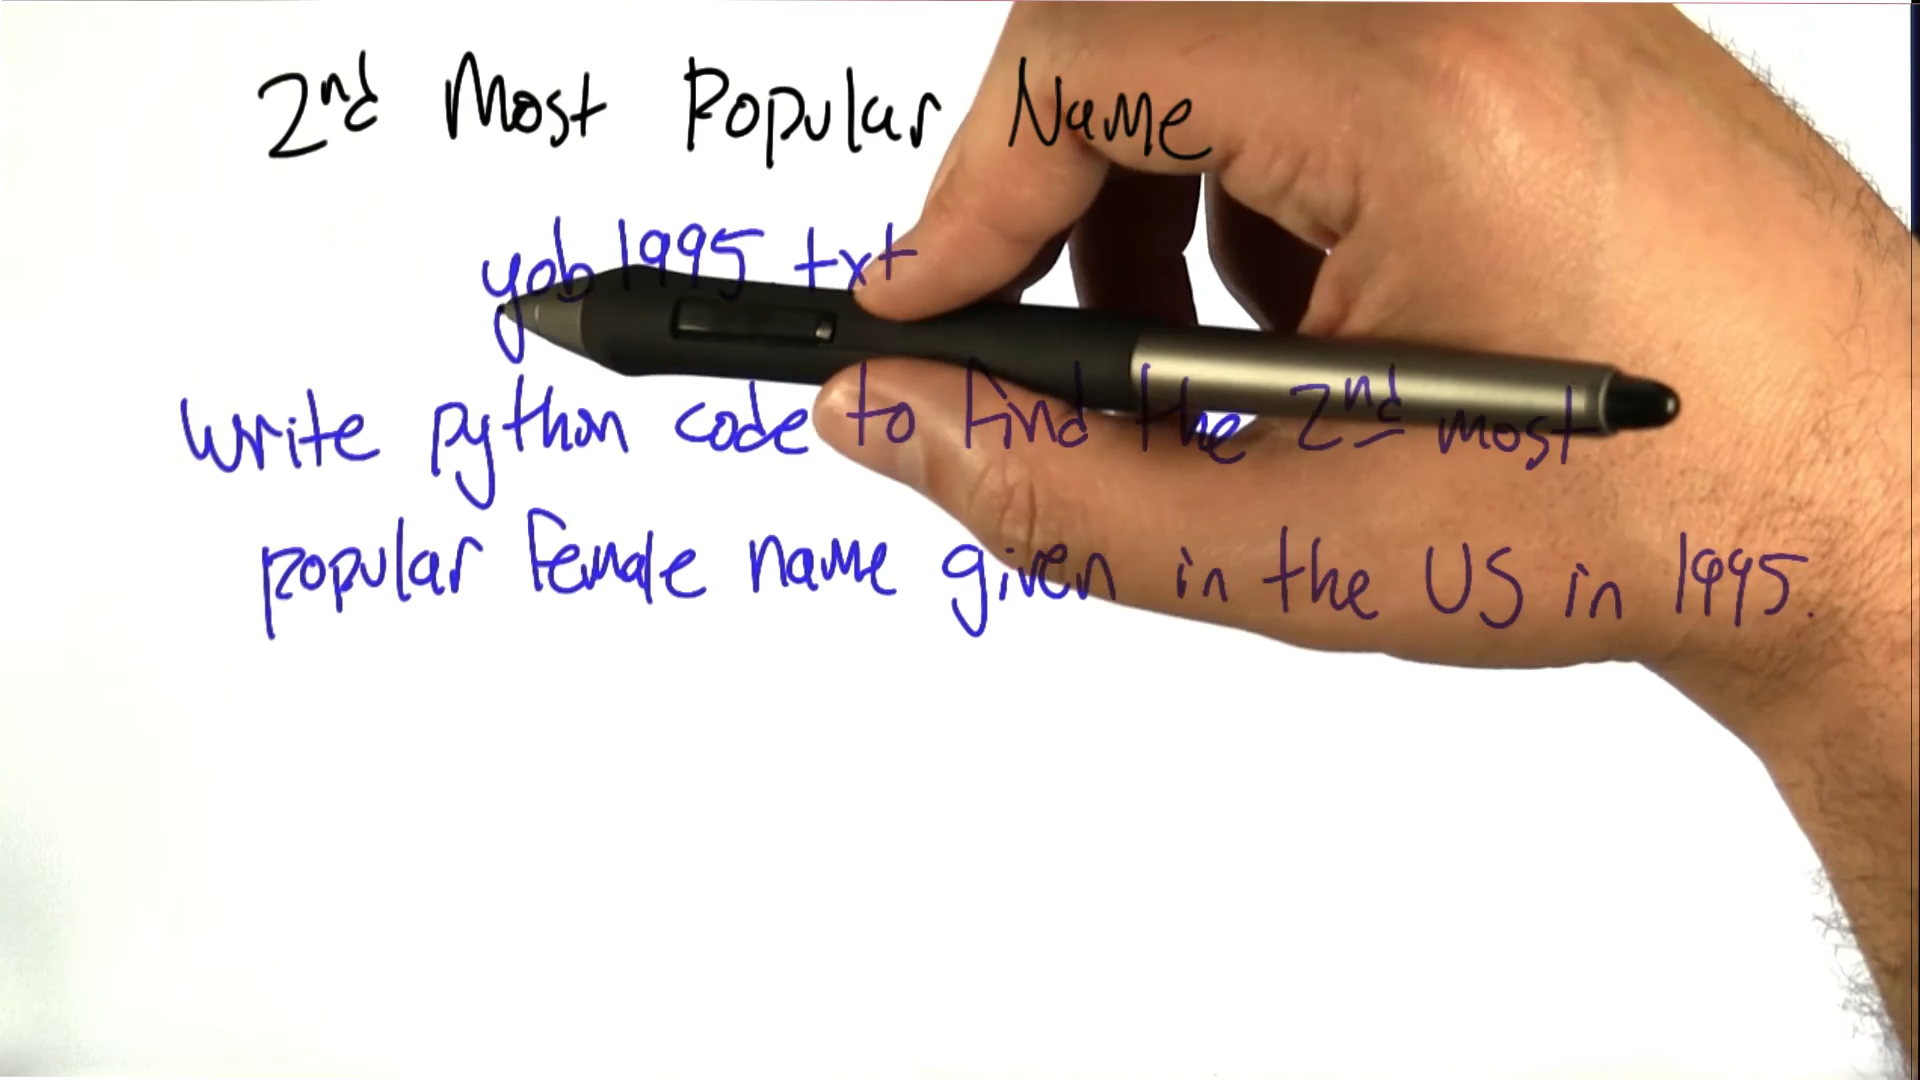 2nd Most Popular Name
yob1995.txt
write python code to find the 2nd most
popular female name given in the US in 1995.